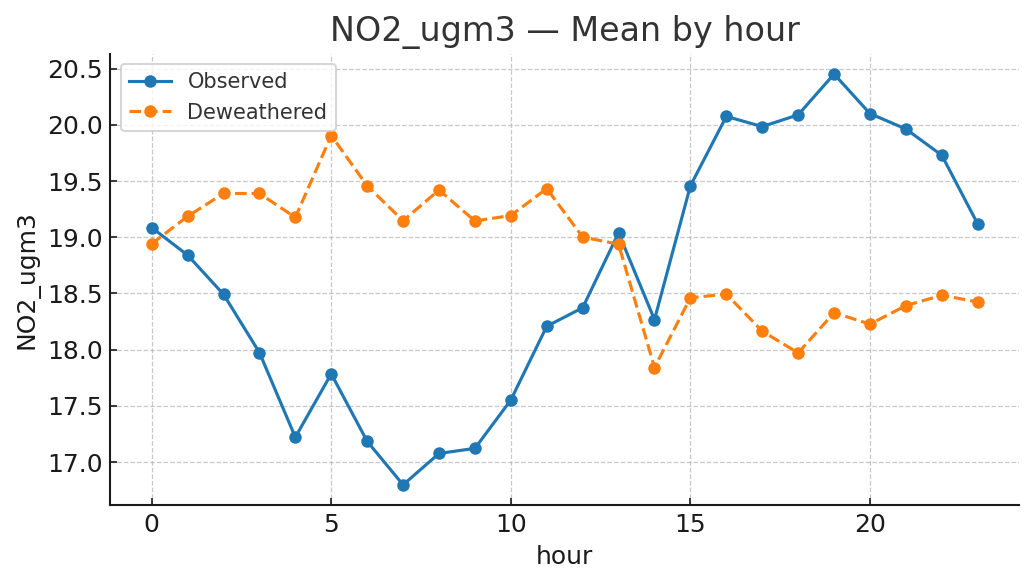 NO2_ugm3 — Mean by hour
Observed
Deweathered
NO2_ugm3
20.5
20.0
19.5
19.0
18.5
18.0
17.5
17.0
0 5 10 15 20
hour